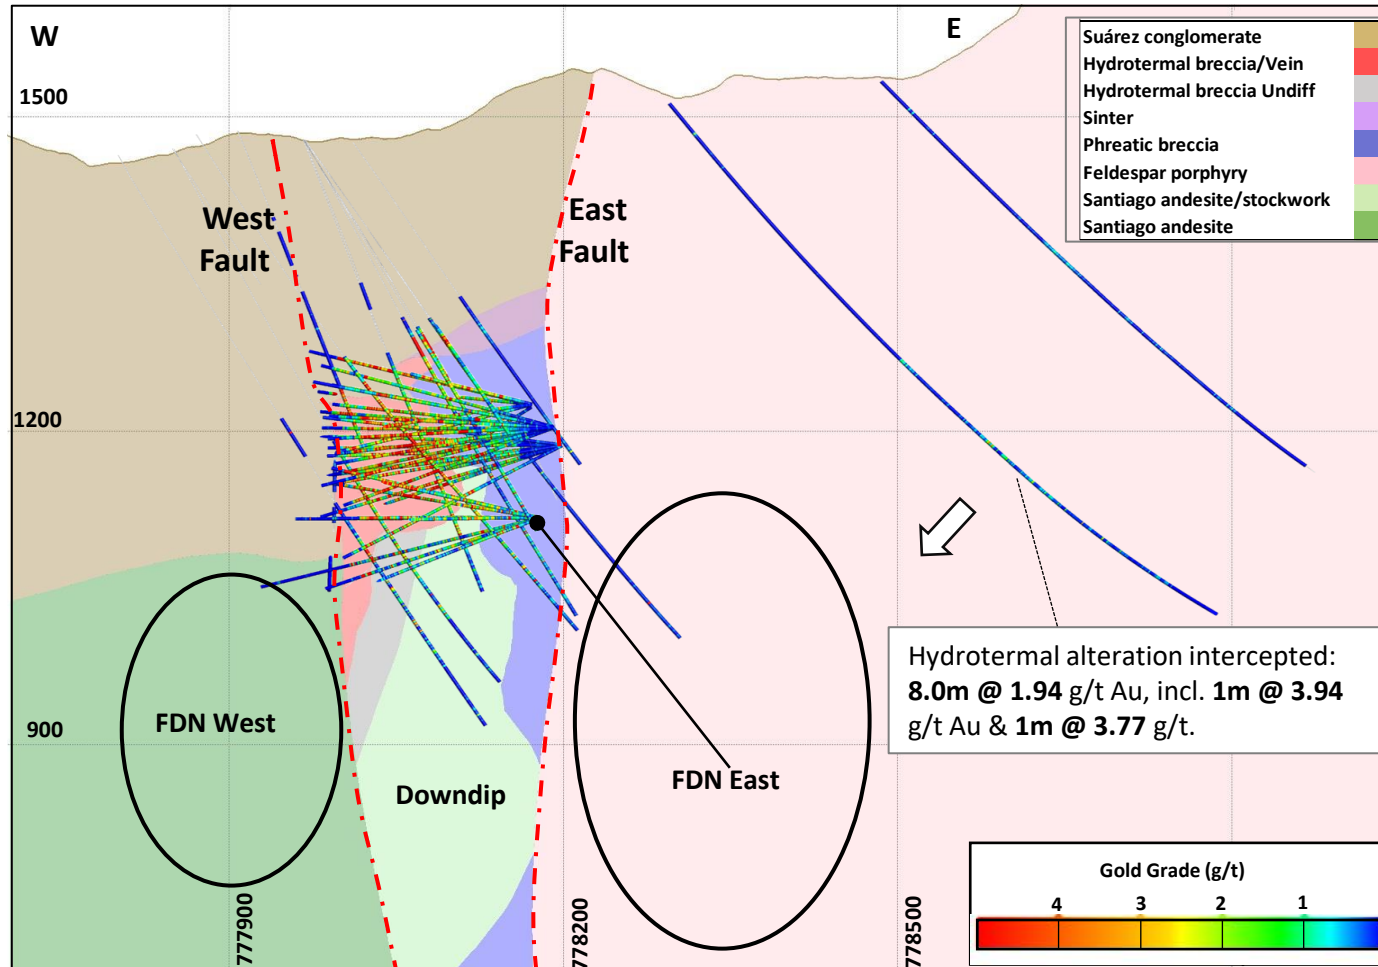 W
E
1500
1200
900
West
Fault
East
Fault
Suárez conglomerate
Hydrotermal breccia/Vein
Hydrotermal breccia Undiff
Sinter
Phreatic breccia
Feldespar porphyry
Santiago andesite/stockwork
Santiago andesite
Hydrotermal alteration intercepted:
8.0m @ 1.94 g/t Au, incl. 1m @ 3.94
g/t Au & 1m @ 3.77 g/t.
FDN West
Downdip
FDN East
777900
778200
778500
Gold Grade (g/t)
4 3 2 1